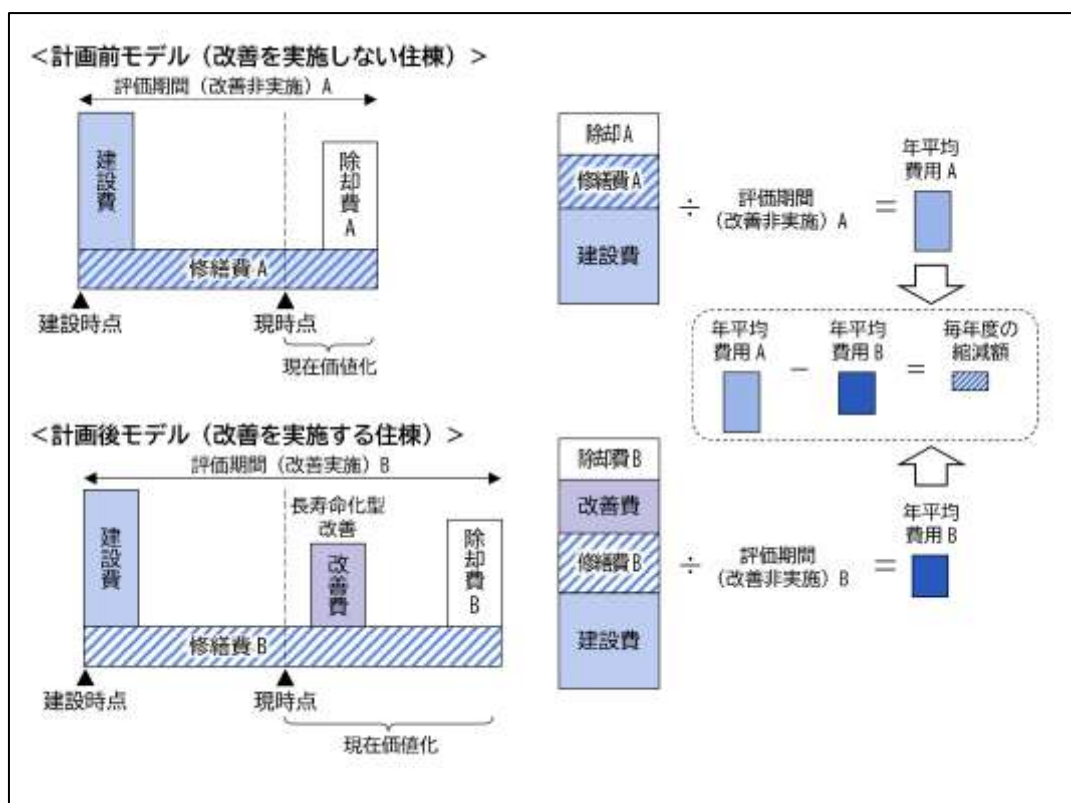 ＜計画前モデル（改善を実施しない住棟）＞
評価期間（改善非実施）A
建設費
除却費A
修繕費A
建設時点
現時点
現在価値化
除却A
修繕費A
建設費
÷
評価期間
（改善非実施）A
＝
年平均
費用A
年平均
費用A
－
年平均
費用B
＝
毎年度の
縮減額
＜計画後モデル（改善を実施する住棟）＞
評価期間（改善実施）B
建設費
長寿命化型
改善
改善費
除却費B
修繕費B
建設時点
現時点
現在価値化
除却費B
改善費
修繕費B
建設費
÷
評価期間
（改善非実施）B
＝
年平均
費用B